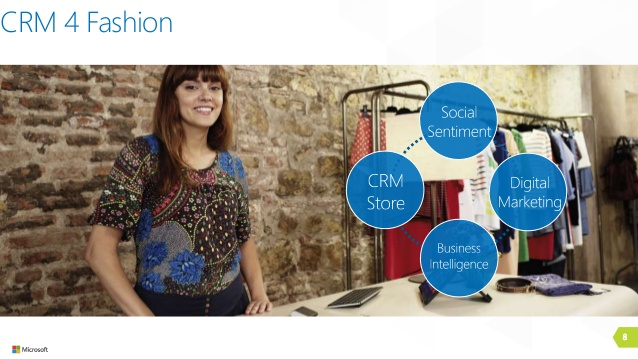 CRM 4 Fashion
Social
Sentiment
CRM
Store
Digital
Marketing
Business
Intelligence
8
Microsoft